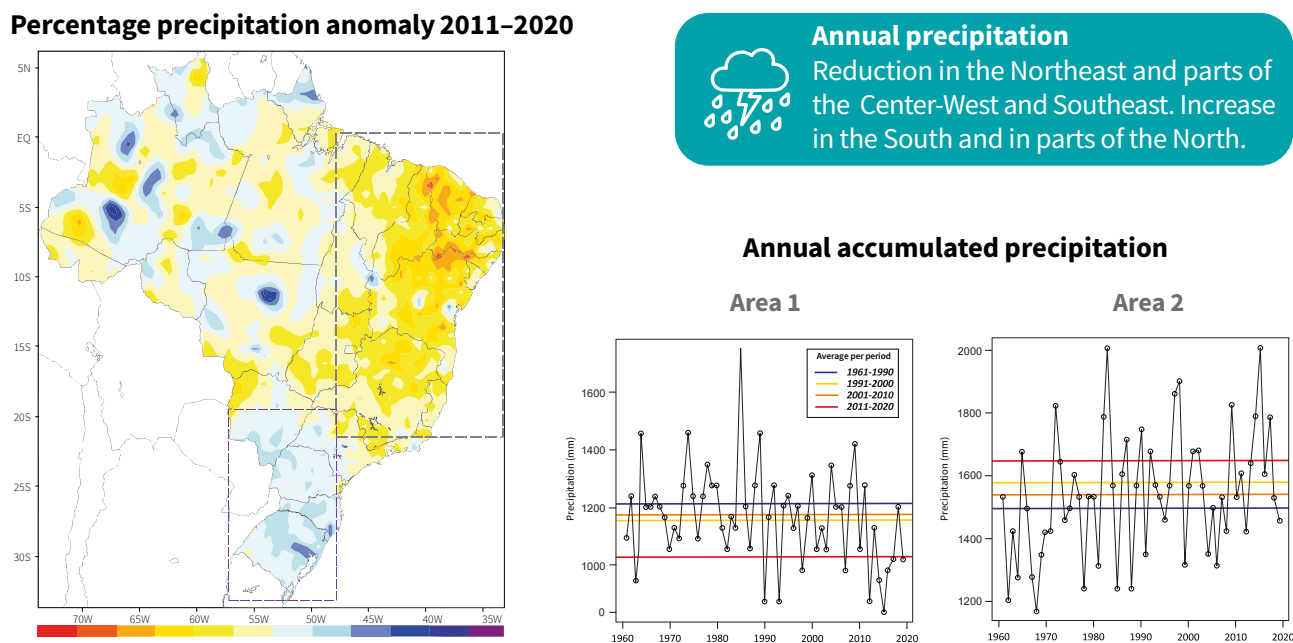 Percentage precipitation anomaly 2011–2020
5N
EQ
5S
10S
15S
20S
25S
30S
70W
65W
60W
55W
50W
45W
40W
35W
Annual precipitation
Reduction in the Northeast and parts of
the Center-West and Southeast. Increase
in the South and in parts of the North.
Annual accumulated precipitation
Area 1
Precipitation (mm)
1600
1400
1200
1000
0
1960
1970
1980
1990
2000
2010
2020
Average per period
1961-1990
1991-2000
2001-2010
2011-2020
Area 2
Precipitation (mm)
2000
1800
1600
1400
1200
1960
1970
1980
1990
2000
2010
2020